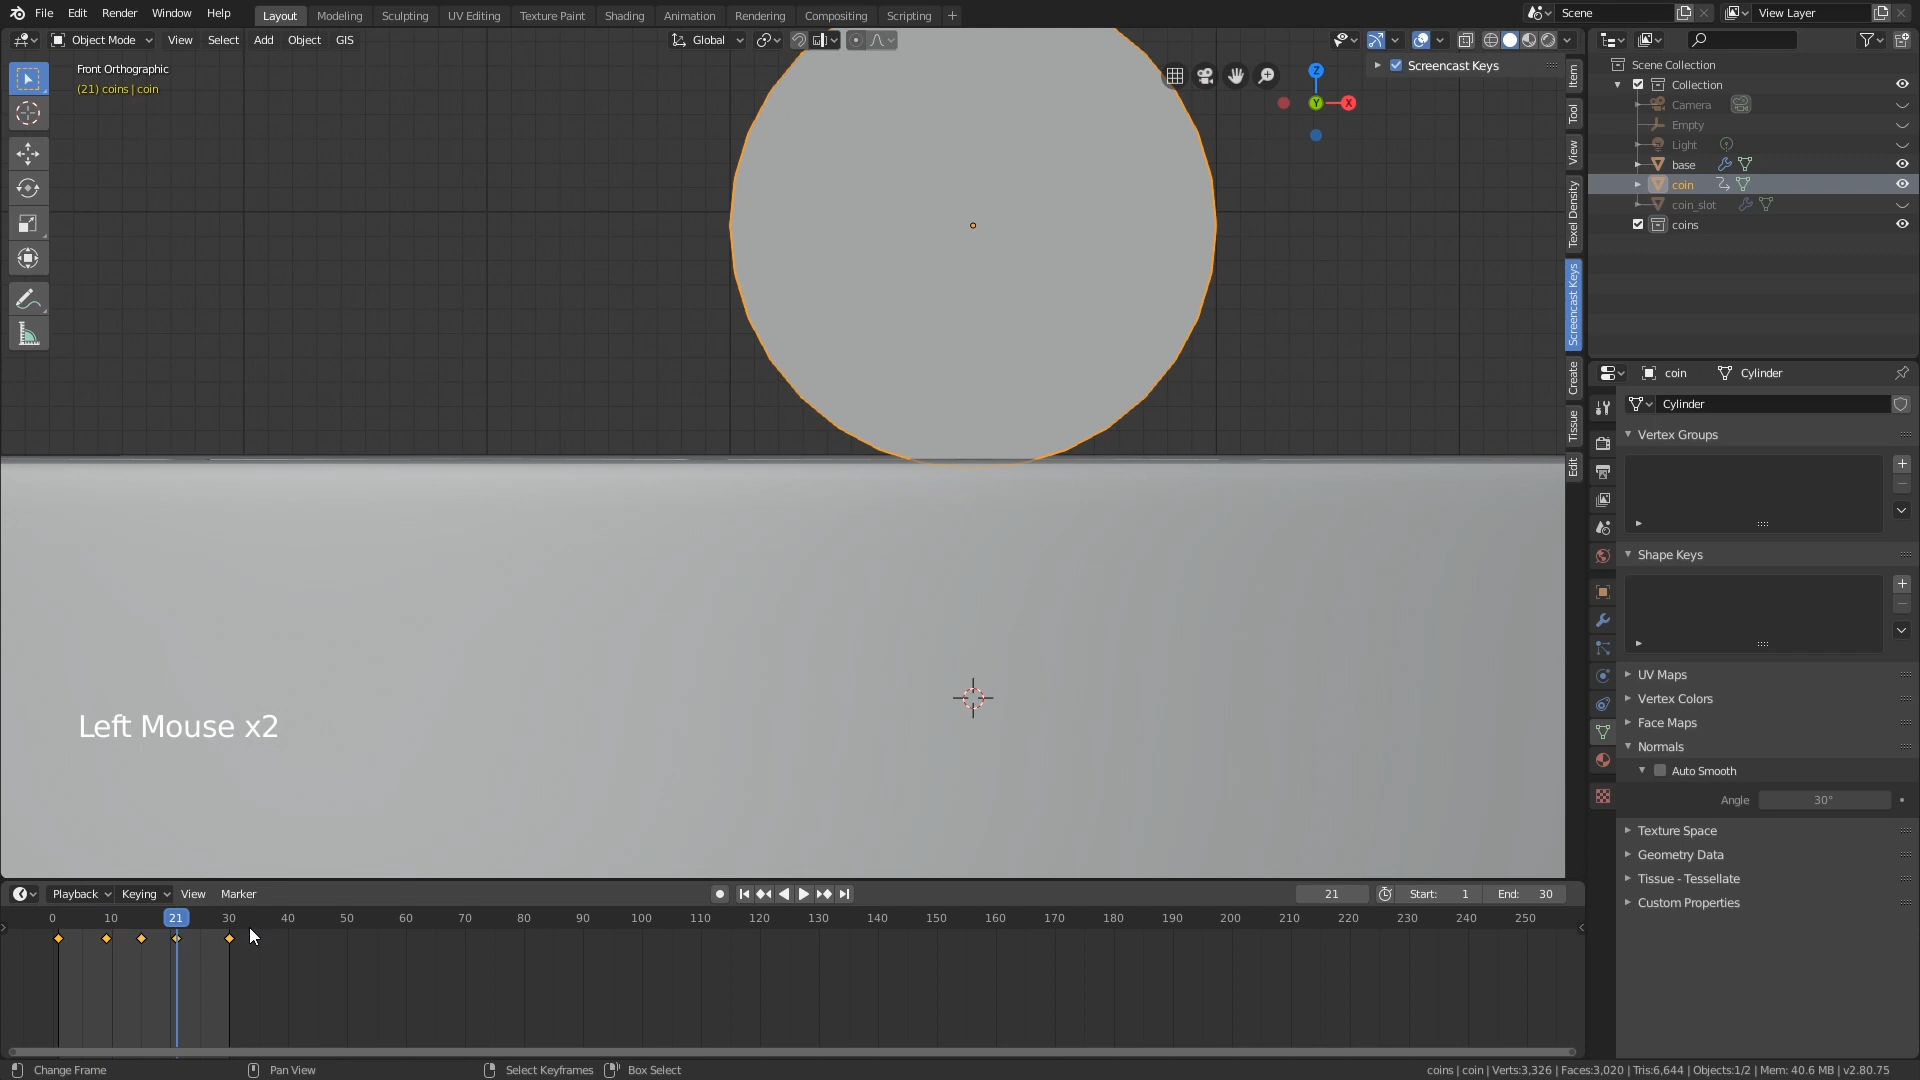 File Edit Render Window Help
Layout Modeling Sculpting UV Editing Texture Paint Shading Animation Rendering Compositing Scripting
Scene View Layer
Object Mode View Select Add Object GIS
Global
Front Orthographic
(21) coins | coin
Screencast Keys
Item
Tool
View
Texel Density
Screencast Keys
Create
Tissue
Edit
X
Y
Z
Scene Collection
Collection
Camera
Empty
Light
base
coin
coin_slot
coins
coin Cylinder
Cylinder
Vertex Groups
Shape Keys
UV Maps
Vertex Colors
Face Maps
Normals
Auto Smooth
Angle 30°
Texture Space
Geometry Data
Tissue - Tessellate
Custom Properties
Left Mouse x2
Playback Keying View Marker
21 Start: 1 End: 30
0 10 21 30 40 50 60 70 80 90 100 110 120 130 140 150 160 170 180 190 200 210 220 230 240 250
Change Frame Pan View Select Keyframes Box Select
coins | coin | Verts:3,326 | Faces:3,020 | Tris:6,644 | Objects:1/2 | Mem: 40.6 MB | v2.80.75